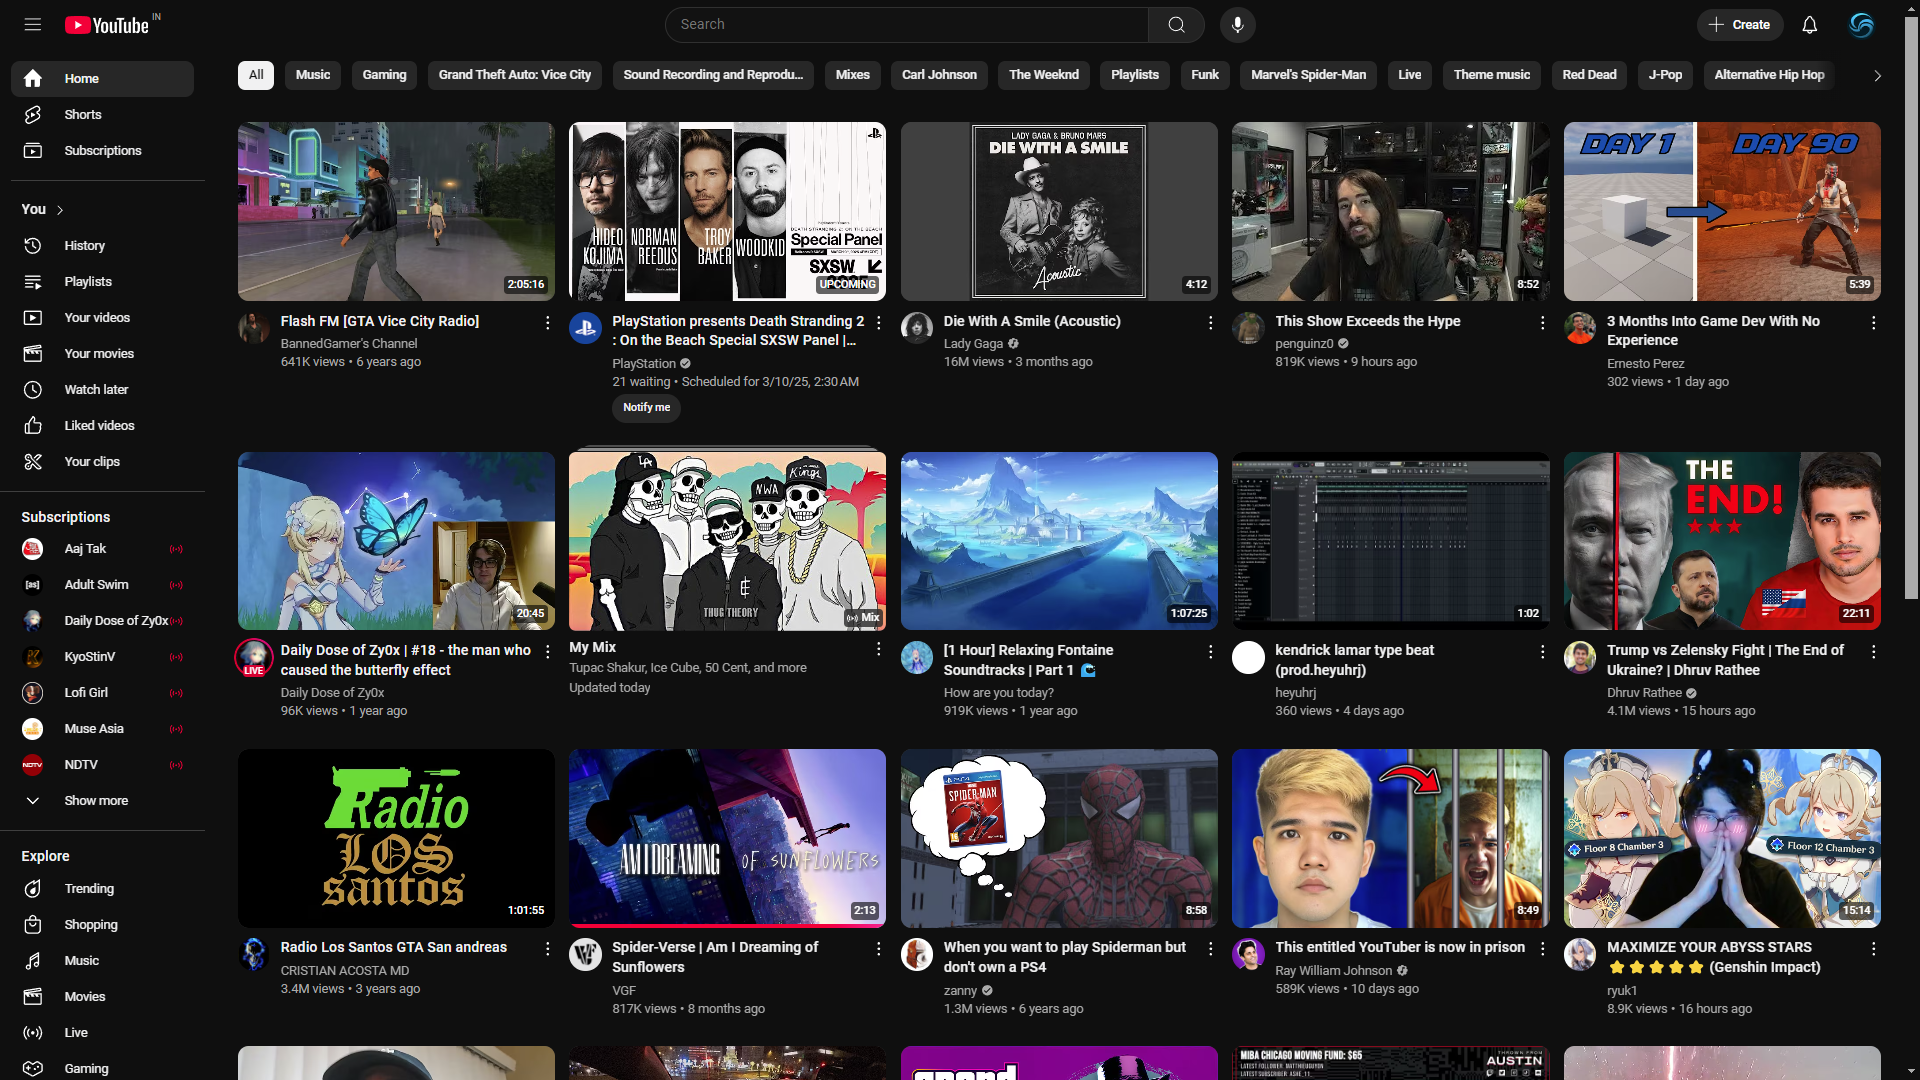 YouTube IN
Search
Create
Home
Shorts
Subscriptions
You
History
Playlists
Your videos
Your movies
Watch later
Liked videos
Your clips
Subscriptions
Aaj Tak
Adult Swim
Daily Dose of Zy0x
KyoStinV
Lofi Girl
Muse Asia
NDTV
NDTV
Show more
Explore
Trending
Shopping
Music
Movies
Live
Gaming
All
Music
Gaming
Grand Theft Auto: Vice City
Sound Recording and Reprodu...
Mixes
Carl Johnson
The Weeknd
Playlists
Funk
Marvel's Spider-Man
Live
Theme music
Red Dead
J-Pop
Alternative Hip Hop
2:05:16
Flash FM [GTA Vice City Radio]
BannedGamer's Channel
641K views • 6 years ago
HIDEO KOJIMA
NORMAN REEDUS
TROY BAKER
WOODKID
DEATH STRANDING 2: ON THE BEACH
Special Panel
SXSW
UPCOMING
PlayStation presents Death Stranding 2
: On the Beach Special SXSW Panel |...
PlayStation
21 waiting • Scheduled for 3/10/25, 2:30 AM
Notify me
LADY GAGA & BRUNO MARS
DIE WITH A SMILE
Acoustic
4:12
Die With A Smile (Acoustic)
Lady Gaga
16M views • 3 months ago
8:52
This Show Exceeds the Hype
penguinz0
819K views • 9 hours ago
DAY 1
DAY 90
5:39
3 Months Into Game Dev With No
Experience
Ernesto Perez
302 views • 1 day ago
20:45
LIVE
Daily Dose of Zy0x | #18 - the man who
caused the butterfly effect
Daily Dose of Zy0x
96K views • 1 year ago
LA
Kings
NWA
THUG THEORY
Mix
My Mix
Tupac Shakur, Ice Cube, 50 Cent, and more
Updated today
1:07:25
[1 Hour] Relaxing Fontaine
Soundtracks | Part 1 🌊
How are you today?
919K views • 1 year ago
1:02
kendrick lamar type beat
(prod.heyuhrj)
heyuhrj
360 views • 4 days ago
THE
END!
22:11
Trump vs Zelensky Fight | The End of
Ukraine? | Dhruv Rathee
Dhruv Rathee
4.1M views • 15 hours ago
Radio
LOS
santos
1:01:55
Radio Los Santos GTA San andreas
CRISTIAN ACOSTA MD
3.4M views • 3 years ago
AM I DREAMING OF SUNFLOWERS
2:13
Spider-Verse | Am I Dreaming of
Sunflowers
VGF
VGF
817K views • 8 months ago
SPIDER-MAN
8:58
When you want to play Spiderman but
don't own a PS4
zanny
1.3M views • 6 years ago
8:49
This entitled YouTuber is now in prison
Ray William Johnson
589K views • 10 days ago
Floor 8 Chamber 3
Floor 12 Chamber 3
15:14
MAXIMIZE YOUR ABYSS STARS
⭐⭐⭐⭐⭐ (Genshin Impact)
ryuk1
8.9K views • 16 hours ago
MIBA CHICAGO MOVING FUND: $65
THROWN FROM
AUSTIN